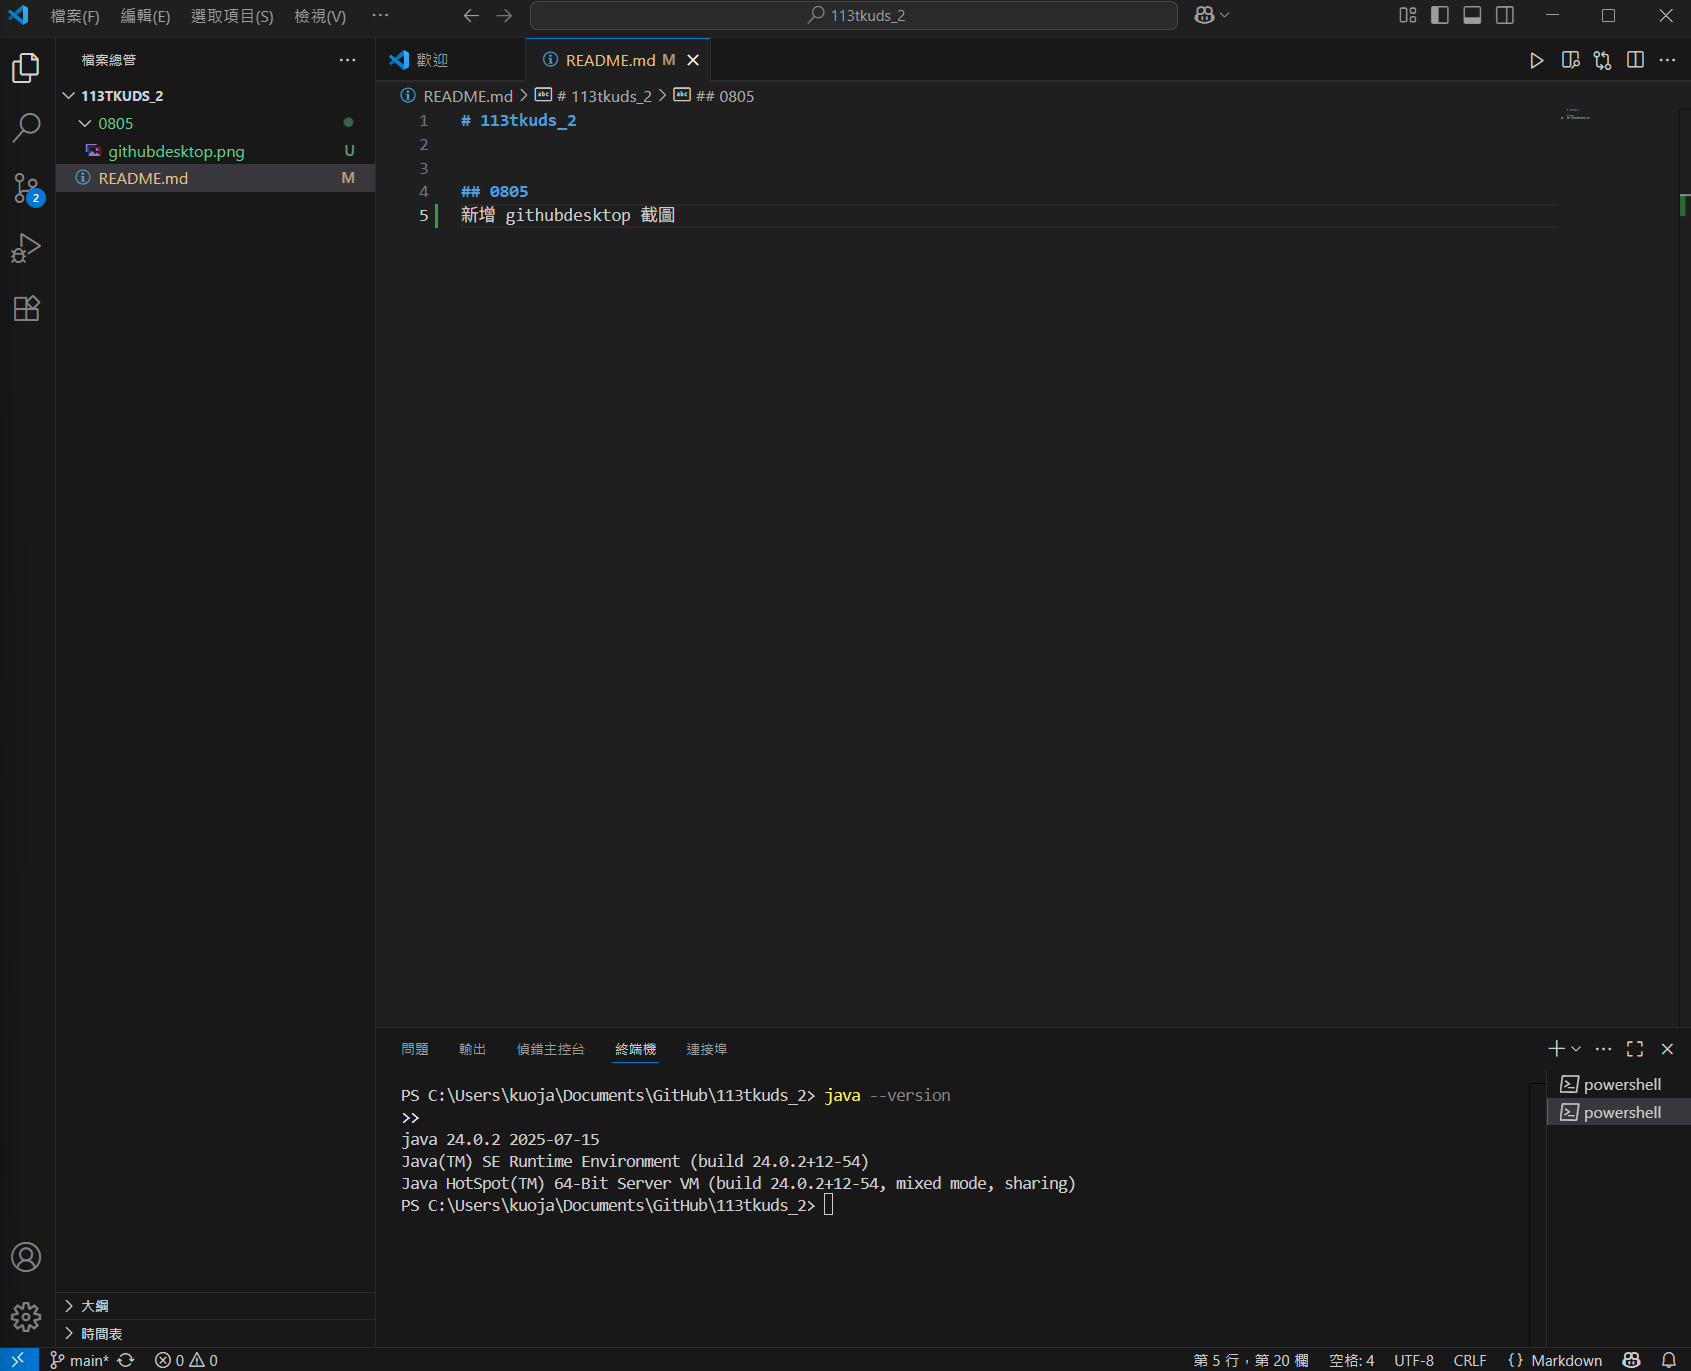 檔案(F) 編輯(E) 選取項目(S) 檢視(V) ··· 113tkuds_2
檔案總管 ···
113TKUDS_2
0805
githubdesktop.png U
README.md M
2
歡迎 README.md M
README.md > # 113tkuds_2 > ## 0805
1 # 113tkuds_2
2
3
4 ## 0805
5 新增 githubdesktop 截圖
問題 輸出 偵錯主控台 終端機 連接埠
PS C:\Users\kuoja\Documents\GitHub\113tkuds_2> java --version
>>
java 24.0.2 2025-07-15
Java(TM) SE Runtime Environment (build 24.0.2+12-54)
Java HotSpot(TM) 64-Bit Server VM (build 24.0.2+12-54, mixed mode, sharing)
PS C:\Users\kuoja\Documents\GitHub\113tkuds_2>
powershell
powershell
大綱
時間表
main* 0 0 第 5 行，第 20 欄 空格: 4 UTF-8 CRLF {} Markdown